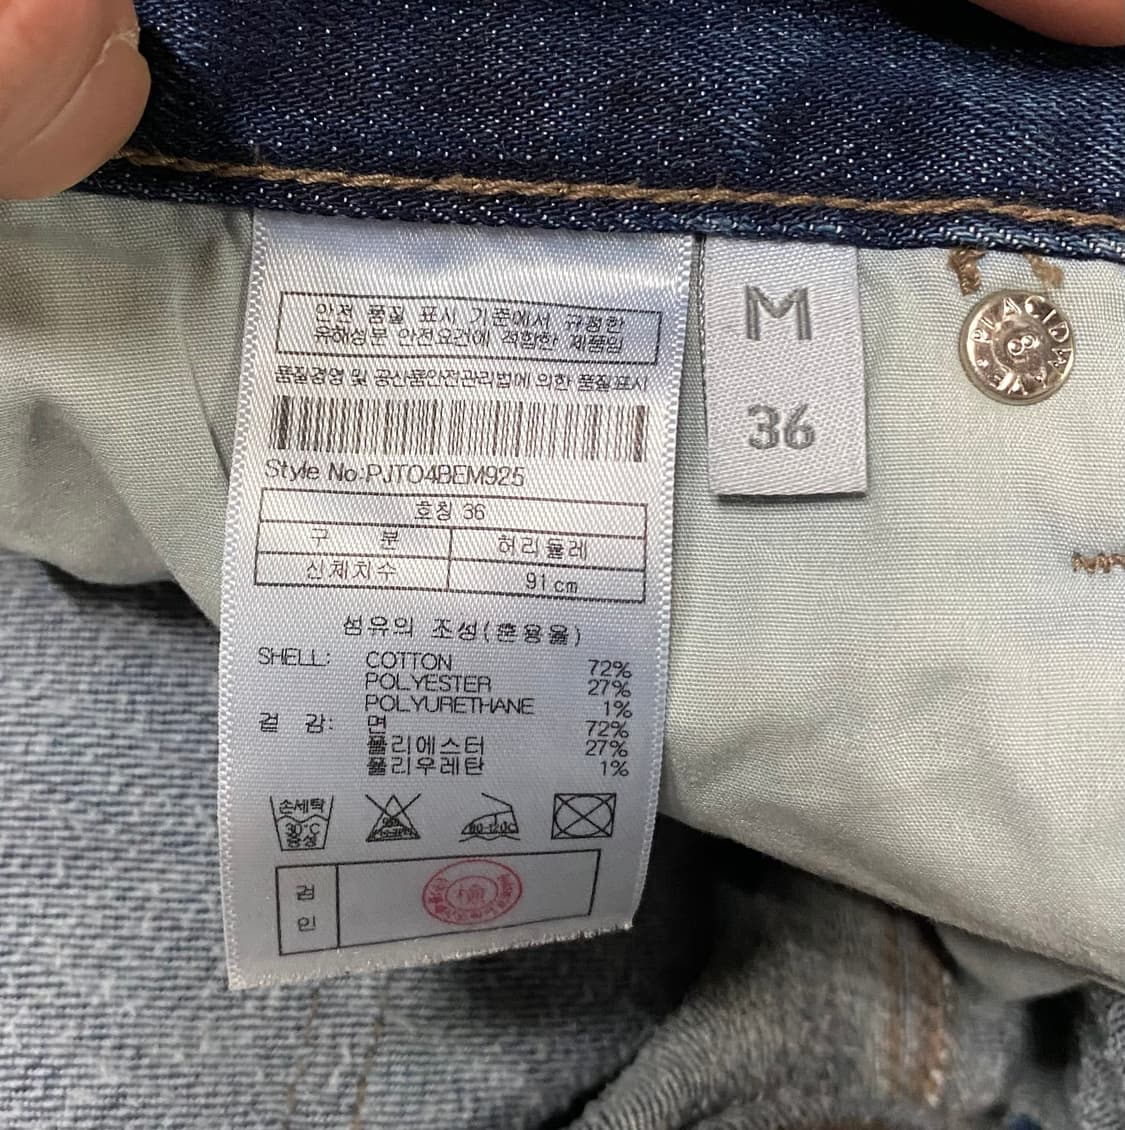 안전 품질 표시 기준에서 규정한
유해성분 안전요건에 적합한 제품임
품질경영 및 공산품안전관리법에 의한 품질표시
Style No:PJT04BEM925
호칭 36
구 분 허리둘레
신체치수 91cm
섬유의 조성(혼용율)
SHELL: COTTON 72%
POLYESTER 27%
POLYURETHANE 1%
겉 감: 면 72%
폴리에스터 27%
폴리우레탄 1%
손세탁
30°C
중성
80-120C
검
인
檢
M
36